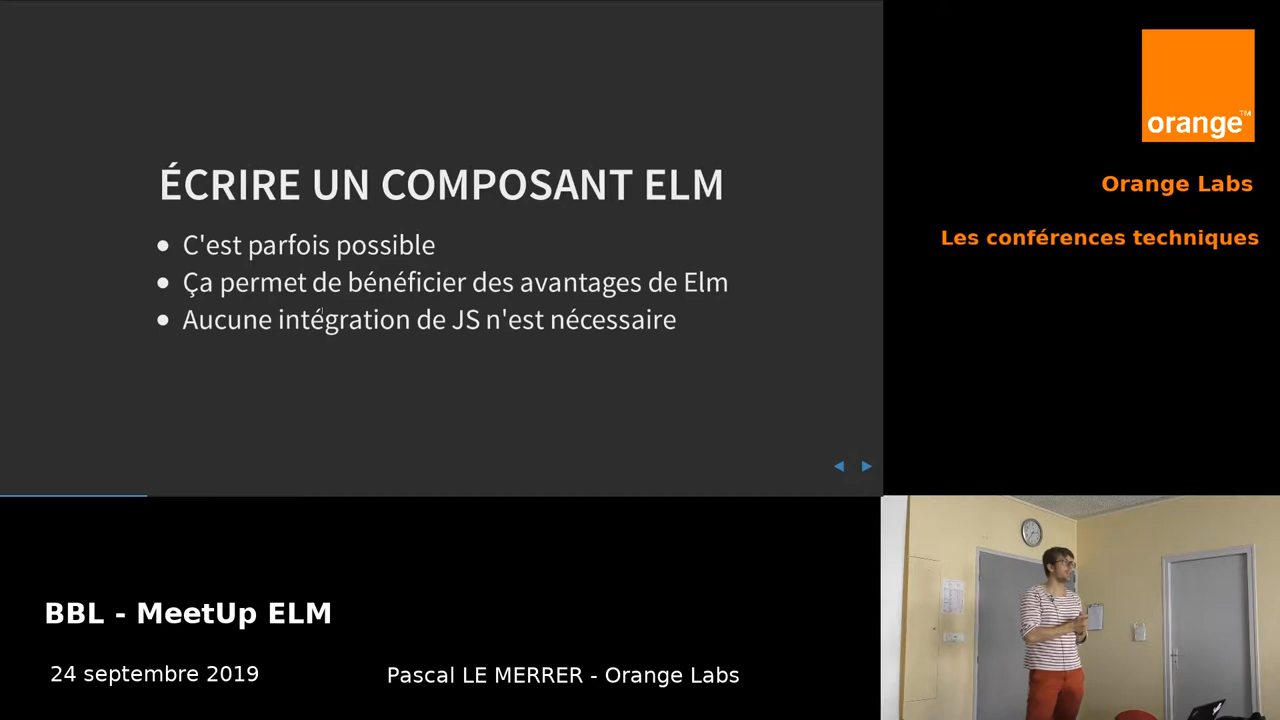 ÉCRIRE UN COMPOSANT ELM
C'est parfois possible
Ça permet de bénéficier des avantages de Elm
Aucune intégration de JS n'est nécessaire
orange™
Orange Labs
Les conférences techniques
BBL - MeetUp ELM
24 septembre 2019
Pascal LE MERRER - Orange Labs